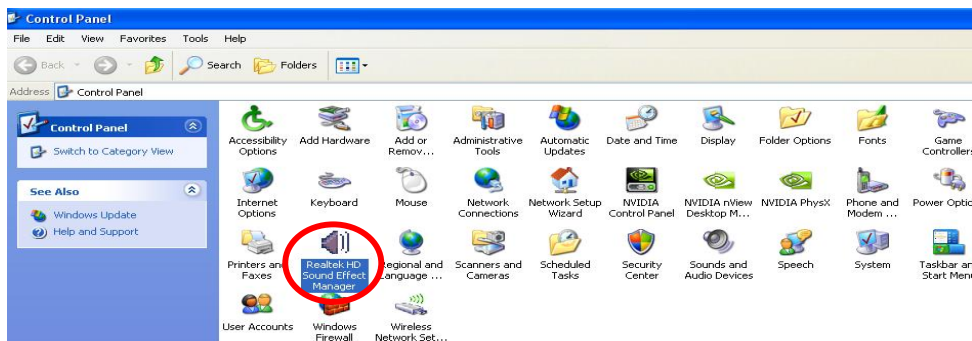 Control Panel
File Edit View Favorites Tools Help
Back Search Folders
Address Control Panel
Control Panel
Switch to Category View
See Also
Windows Update
Help and Support
Accessibility Options
Add Hardware
Add or Remov...
Administrative Tools
Automatic Updates
Date and Time
Display
Folder Options
Fonts
Game Controllers
Internet Options
Keyboard
Mouse
Network Connections
Network Setup Wizard
NVIDIA Control Panel
NVIDIA nView Desktop M...
NVIDIA PhysX
Phone and Modem ...
Power Optio
Printers and Faxes
Realtek HD Sound Effect Manager
Regional and Language ...
Scanners and Cameras
Scheduled Tasks
Security Center
Sounds and Audio Devices
Speech
System
Taskbar an
Start Menu
User Accounts
Windows Firewall
Wireless Network Set...